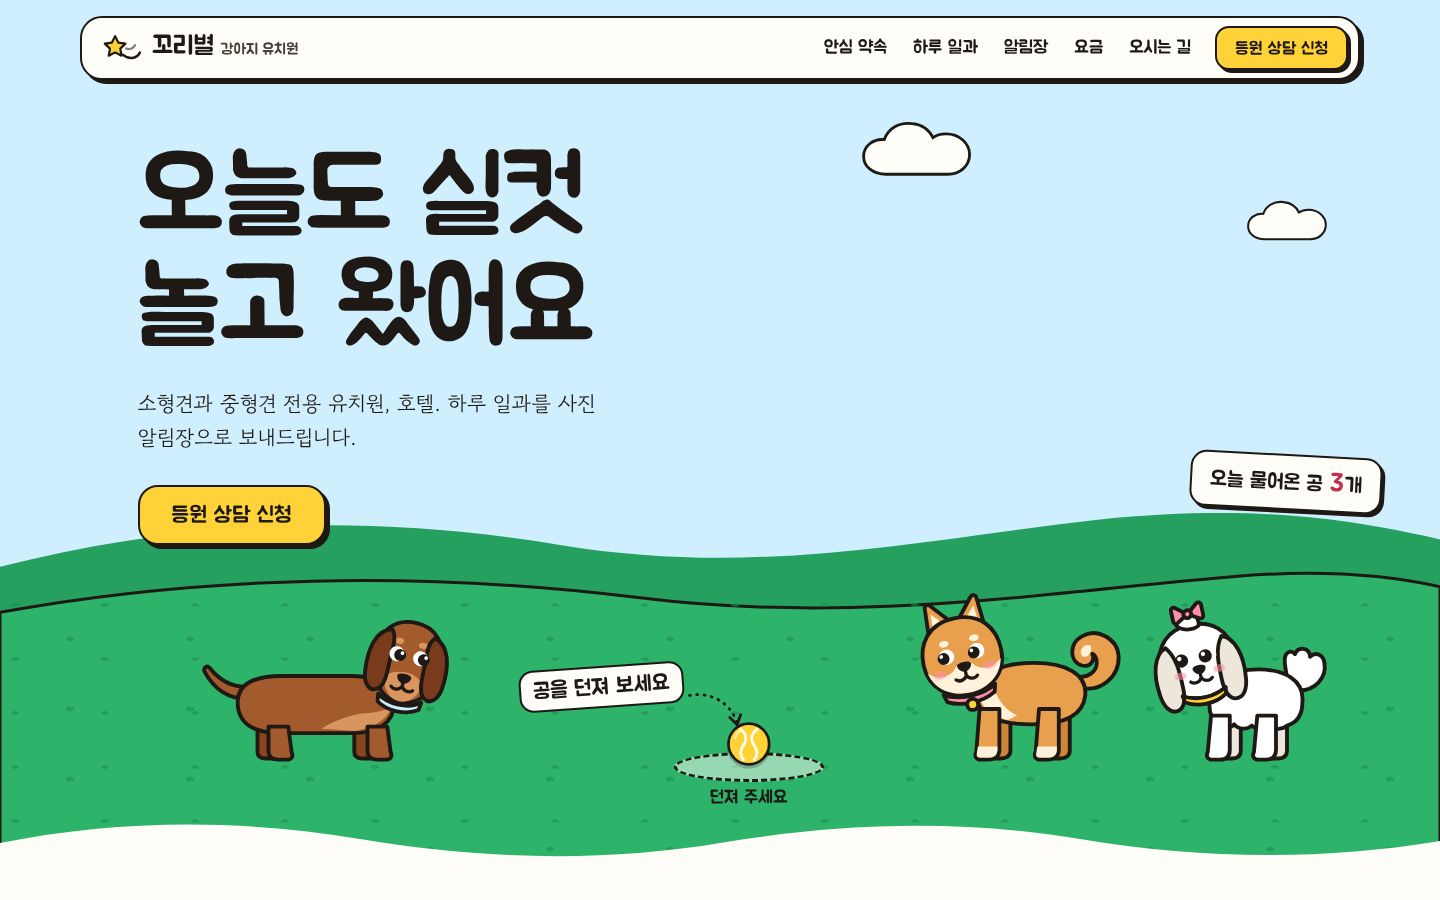 꼬리별 강아지 유치원
안심 약속 하루 일과 알림장 요금 오시는 길 등원 상담 신청
오늘도 실컷
놀고 왔어요
소형견과 중형견 전용 유치원, 호텔. 하루 일과를 사진
알림장으로 보내드립니다.
등원 상담 신청
오늘 물어온 공 3개
공을 던져 보세요
던져 주세요